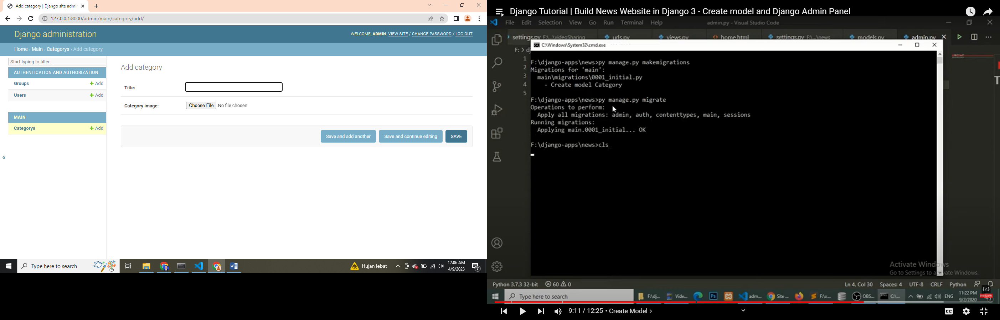 Add category | Django site admin
127.0.0.1:8000/admin/main/category/add/
Django administration
WELCOME, ADMIN. VIEW SITE / CHANGE PASSWORD / LOG OUT
Home › Main › Categorys › Add category
Start typing to filter...
AUTHENTICATION AND AUTHORIZATION
Groups + Add
Users + Add
MAIN
Categorys + Add
«
Add category
Title:
Category image: Choose File No file chosen
Save and add another Save and continue editing SAVE
Type here to search
Hujan lebat
12:06 AM
4/9/2023
7
Django Tutorial | Build News Website in Django 3 - Create model and Django Admin Panel
File Edit Selection View Go Run Terminal Help admin.py - Visual Studio Code
settings.py F:\...\videoSharing urls.py views.py home.html settings.py F:\...\news models.py admin.py
C:\Windows\System32\cmd.exe
F: > d
1
2
3
4
5
F:\django-apps\news>py manage.py makemigrations
Migrations for 'main':
main\migrations\0001_initial.py
- Create model Category
F:\django-apps\news>py manage.py migrate
Operations to perform:
Apply all migrations: admin, auth, contenttypes, main, sessions
Running migrations:
Applying main.0001_initial... OK
F:\django-apps\news>cls
Activate Windows
Go to Settings to activate Windows.
Python 3.7.3 32-bit 60 0
Ln 4, Col 30 Spaces: 4 UTF-8 CRLF Python
Type here to search
F:\dj... Vide... Ps adm... Site ... F:\x... OBS... C:\... ENG
11:22 PM
9/2/2020
SUBSCRIBE
9:11 / 12:25 • Create Model ›
CC